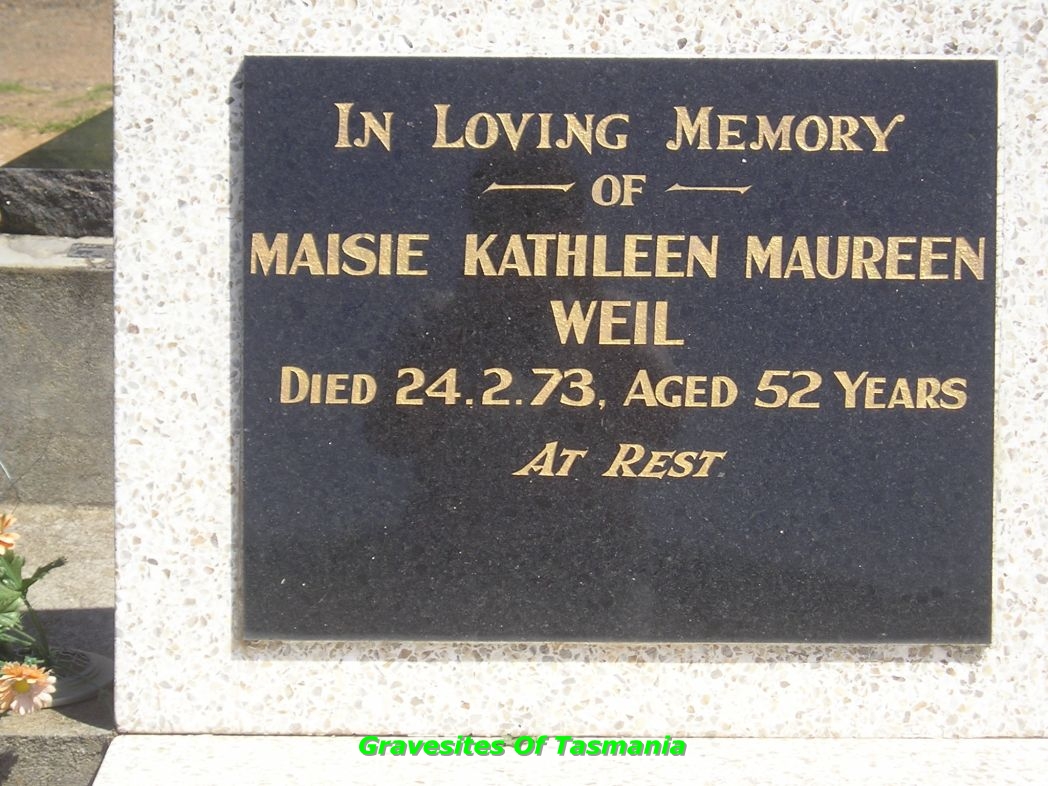 In Loving Memory
of
MAISIE KATHLEEN MAUREEN
WEIL
Died 24.2.73, Aged 52 Years
At Rest
Gravesites Of Tasmania